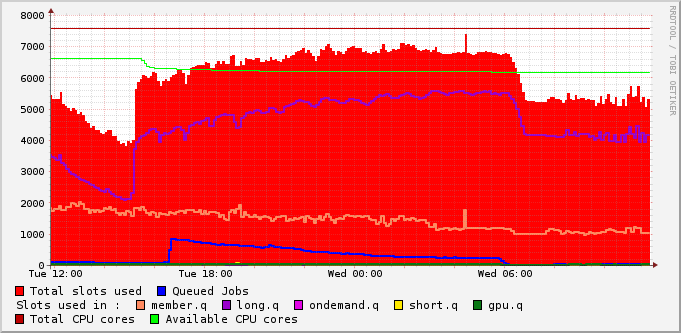 RRDTOOL / TOBI OETIKER
8000
7000
6000
5000
4000
3000
2000
1000
0
Tue 12:00 Tue 18:00 Wed 00:00 Wed 06:00
Total slots used Queued Jobs
Slots used in : member.q long.q ondemand.q short.q gpu.q
Total CPU cores Available CPU cores